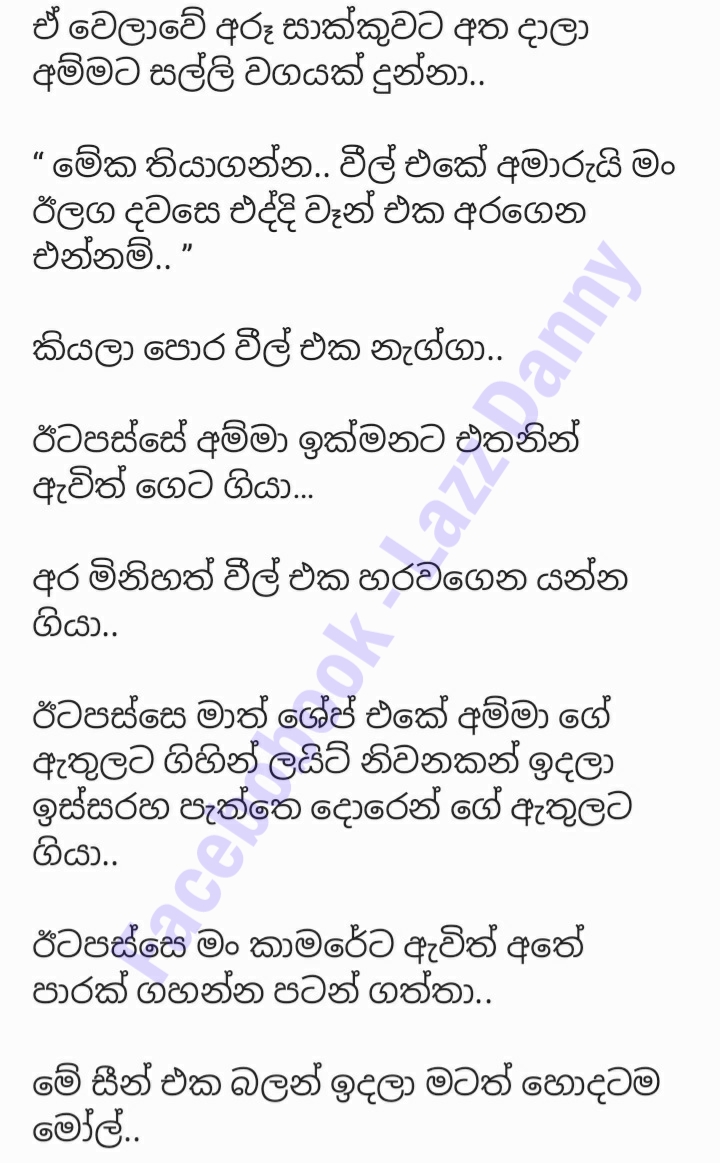 ඒ වෙලාවේ අරූ සාක්කුවට අත දාලා
අම්මට සල්ලි වගයක් දුන්නා..
“ මේක තියාගන්න.. වීල් එකේ අමාරුයි මං
ඊලග දවසෙ එද්දි වෑන් එක අරගෙන
එන්නම්.. ”
කියලා පොර වීල් එක නැග්ගා..
ඊටපස්සේ අම්මා ඉක්මනට එතනින්
ඇවිත් ගෙට ගියා...
අර මිනිහත් වීල් එක හරවගෙන යන්න
ගියා..
ඊටපස්සෙ මාත් ශේප් එකේ අම්මා ගේ
ඇතුලට ගිහින් ලයිට් නිවනකන් ඉදලා
ඉස්සරහ පැත්තෙ දොරෙන් ගේ ඇතුලට
ගියා..
ඊටපස්සෙ මං කාමරේට ඇවිත් අතේ
පාරක් ගහන්න පටන් ගත්තා..
මේ සීන් එක බලන් ඉදලා මටත් හොදටම
මෝල්..
Facebook - Lazz Danny